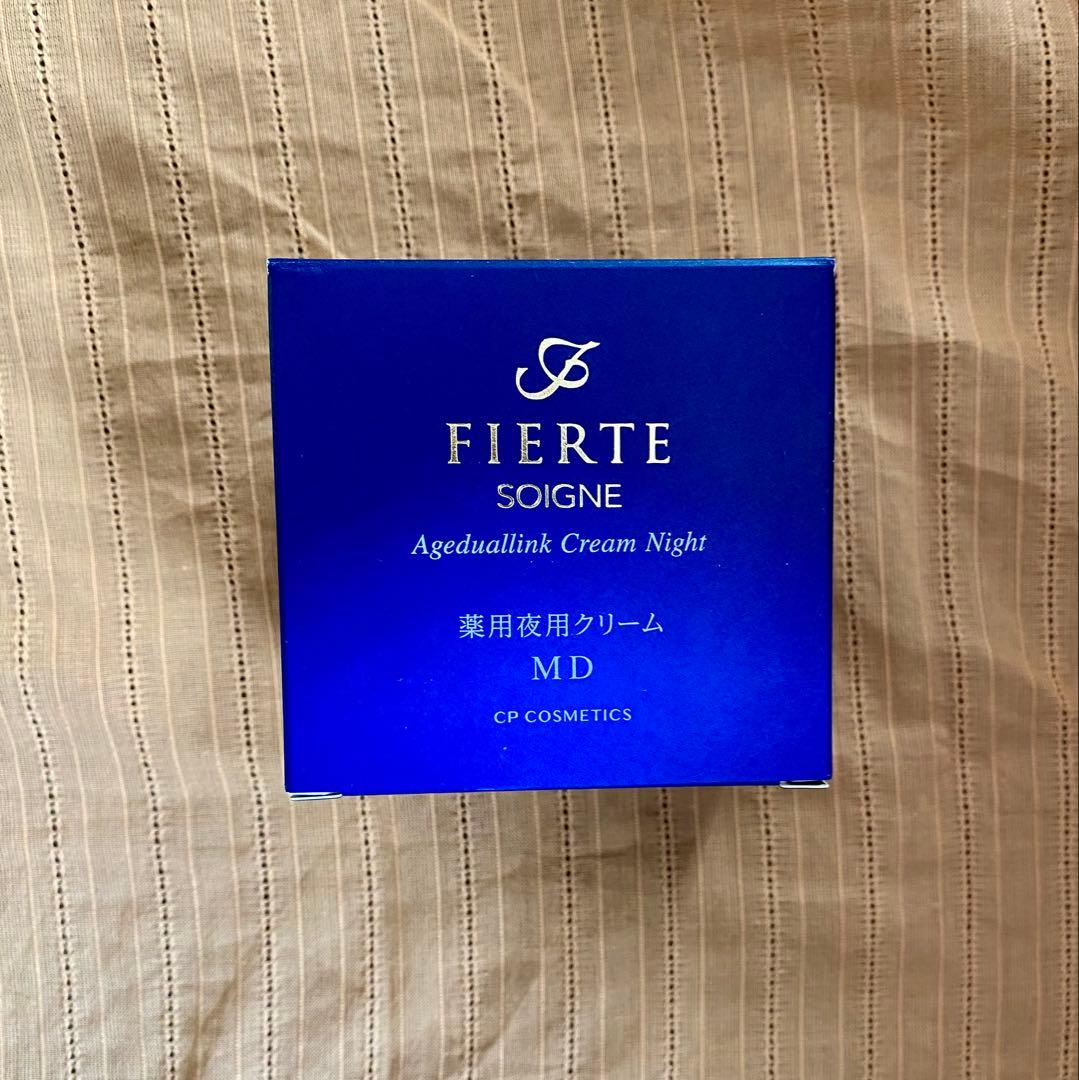 FIERTE
SOIGNE
Ageduallink Cream Night
薬用夜用クリーム
MD
CP COSMETICS